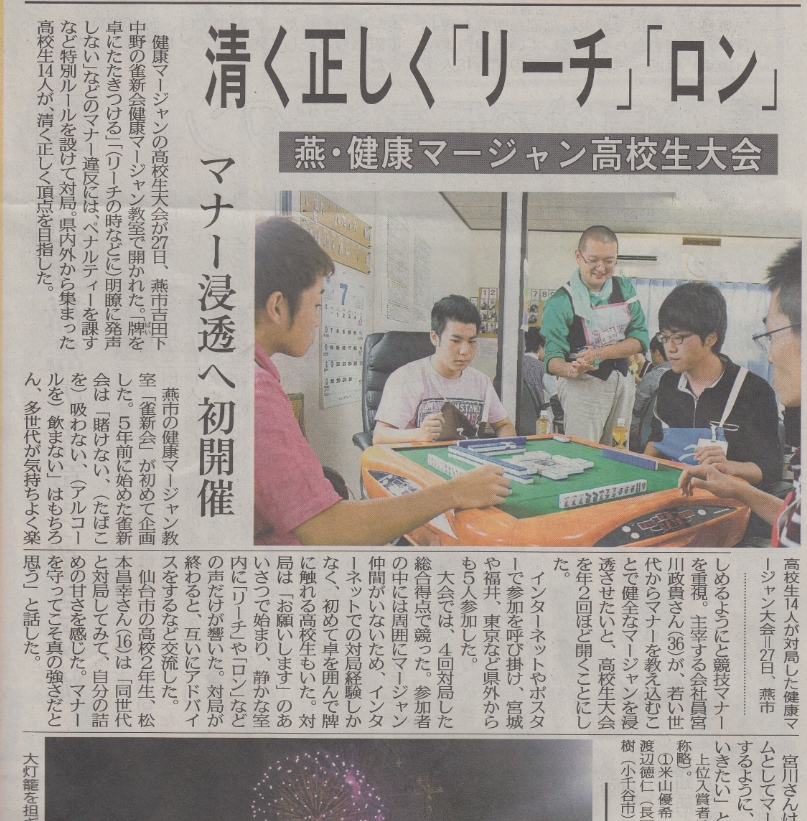 清く正しく「リーチ」「ロン」
燕・健康マージャン高校生大会
マナー浸透へ初開催
健康マージャンの高校生大会が27日、燕市吉田下
中野の雀新会健康マージャン教室で開かれた。「牌を
卓にたたきつける」「（リーチの時などに）明瞭に発声
しない」などのマナー違反には、ペナルティーを課す
など特別ルールを設けて対局。県内外から集まった
高校生14人が、清く正しく頂点を目指した。
燕市の健康マージャン教
室「雀新会」が初めて企画
した。5年前に始めた雀新
会は「賭けない、（たばこ
を）吸わない、（アルコー
ルを）飲まない」はもちろ
ん、多世代が気持ちよく楽
7
高校生14人が対局した健康マ
ージャン大会＝27日、燕市
しめるようにと競技マナー
を重視。主宰する会社員宮
川政貴さん(36)が、若い世
代からマナーを教え込むこ
とで健全なマージャンを浸
透させたいと、高校生大会
を年2回ほど開くことにし
た。
インターネットやポスタ
ーで参加を呼び掛け、宮城
や福井、東京など県外から
も5人参加した。
大会では、4回対局した
総合得点で競った。参加者
の中には周囲にマージャン
仲間がいないため、インタ
ーネットでの対局経験しか
なく、初めて卓を囲んで牌
に触れる高校生もいた。対
局は「お願いします」のあ
いさつで始まり、静かな室
内に「リーチ」や「ロン」など
の声だけが響いた。対局が
終わると、互いにアドバイ
スをするなど交流した。
仙台市の高校2年生、松
本昌幸さん(16)は「同世代
と対局してみて、自分の詰
めの甘さを感じた。マナー
を守ってこそ真の強さだと
思う」と話した。
宮川さんは
ムとしてマー
するように、
いきたい」と
上位入賞者
称略)。
①米山優希
渡辺徳仁（長
樹（小千谷市）
大灯籠を担ぎ